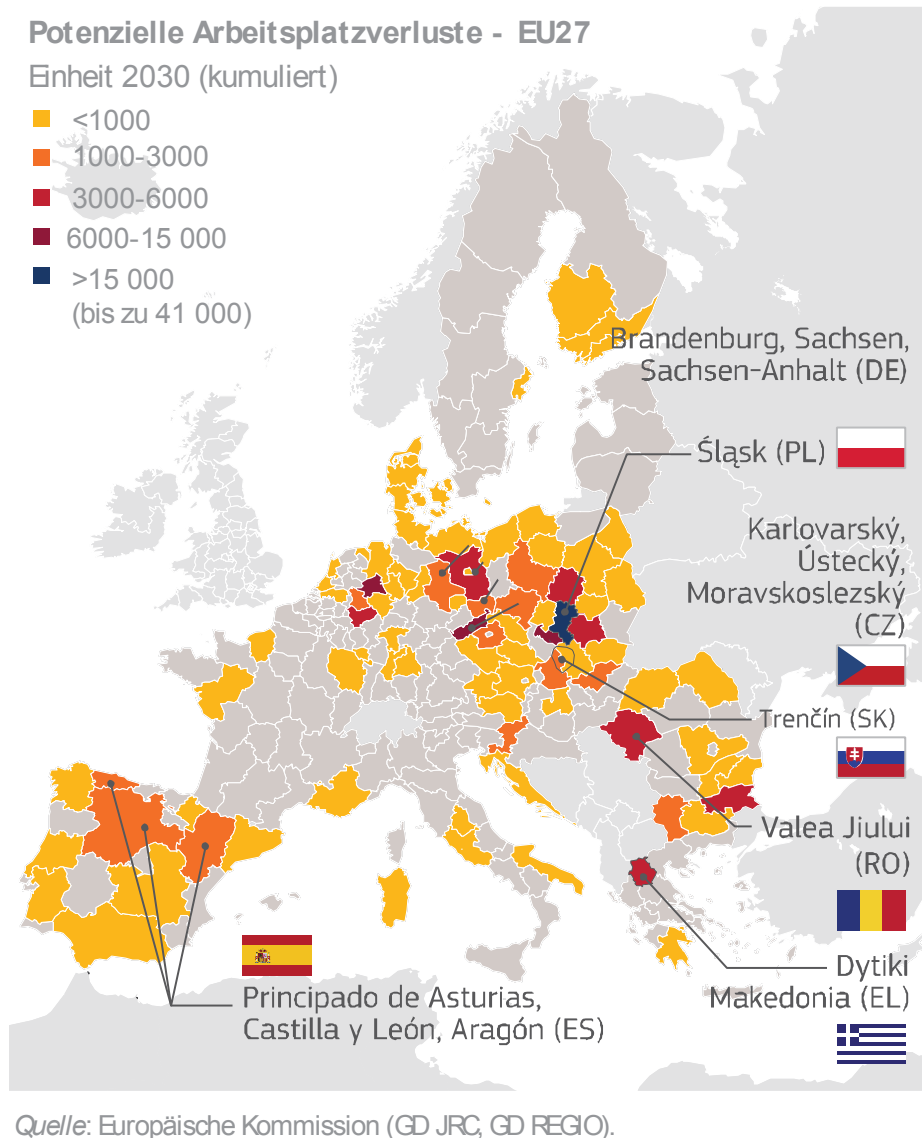 Potenzielle Arbeitsplatzverluste - EU27
Einheit 2030 (kumuliert)
<1000
1000-3000
3000-6000
6000-15 000
>15 000
(bis zu 41 000)
Brandenburg, Sachsen,
Sachsen-Anhalt (DE)
Śląsk (PL)
Karlovarský,
Ústecký,
Moravskoslezský
(CZ)
Trenčín (SK)
Valea Jiului
(RO)
Dytiki
Makedonia (EL)
Principado de Asturias,
Castilla y León, Aragón (ES)
Quelle: Europäische Kommission (GD JRC, GD REGIO).